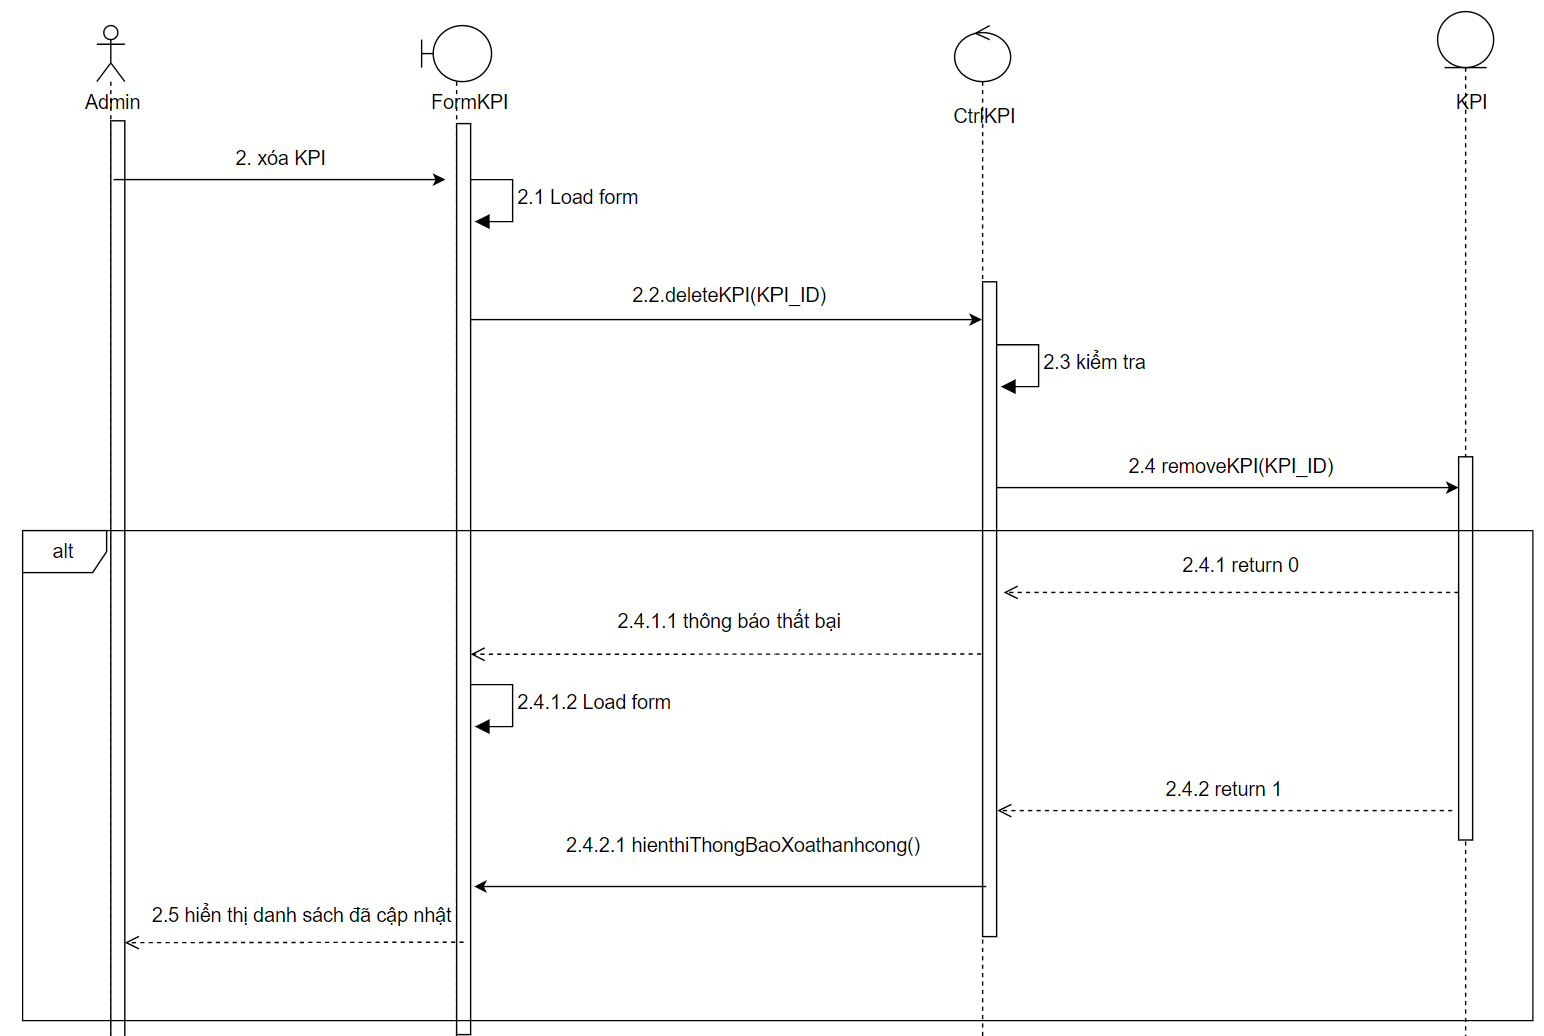 Admin
FormKPI
CtrlKPI
KPI
2. xóa KPI
2.1 Load form
2.2.deleteKPI(KPI_ID)
2.3 kiểm tra
2.4 removeKPI(KPI_ID)
alt
2.4.1 return 0
2.4.1.1 thông báo thất bại
2.4.1.2 Load form
2.4.2 return 1
2.4.2.1 hienthiThongBaoXoathanhcong()
2.5 hiển thị danh sách đã cập nhật